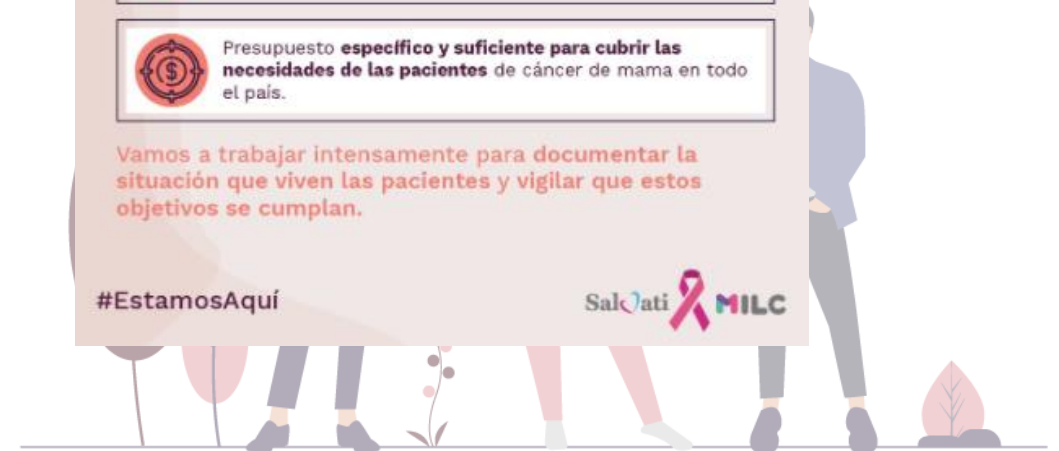 Presupuesto específico y suficiente para cubrir las
necesidades de las pacientes de cáncer de mama en todo
el país.
Vamos a trabajar intensamente para documentar la
situación que viven las pacientes y vigilar que estos
objetivos se cumplan.
#EstamosAquí
Salvati MILC